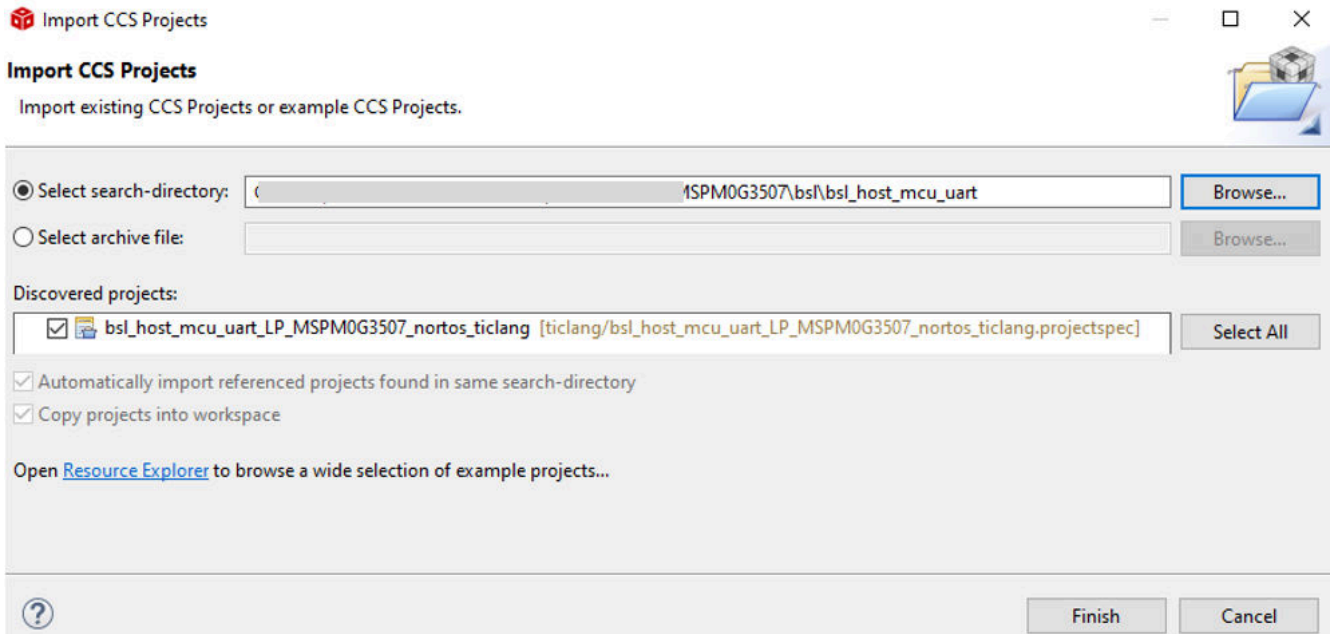 Import CCS Projects
Import CCS Projects
Import existing CCS Projects or example CCS Projects.
Select search-directory: MSPM0G3507\bsl\bsl_host_mcu_uart Browse...
Select archive file: Browse...
Discovered projects:
bsl_host_mcu_uart_LP_MSPM0G3507_nortos_ticlang [ticlang/bsl_host_mcu_uart_LP_MSPM0G3507_nortos_ticlang.projectspec] Select All
Automatically import referenced projects found in same search-directory
Copy projects into workspace
Open Resource Explorer to browse a wide selection of example projects...
? Finish Cancel